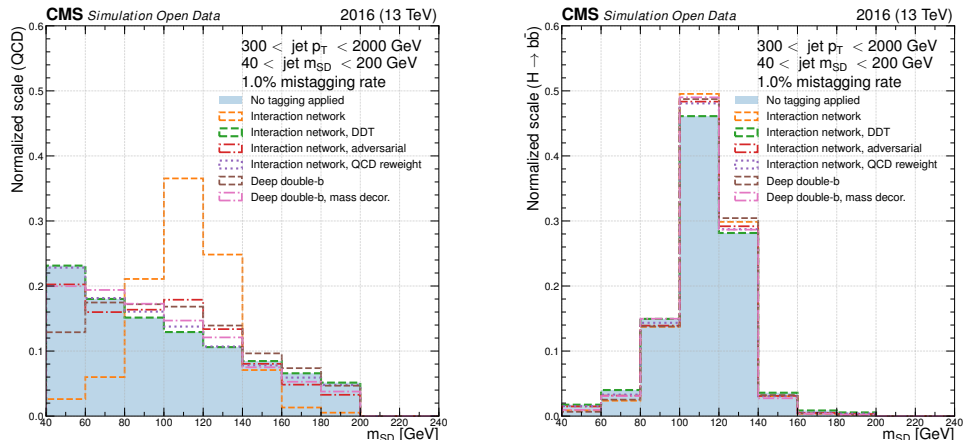 CMS Simulation Open Data 2016 (13 TeV)
Normalized scale (QCD)
0.6
0.5
0.4
0.3
0.2
0.1
0.0
300 < jet pT < 2000 GeV
40 < jet mSD < 200 GeV
1.0% mistagging rate
No tagging applied
Interaction network
Interaction network, DDT
Interaction network, adversarial
Interaction network, QCD reweight
Deep double-b
Deep double-b, mass decor.
40 60 80 100 120 140 160 180 200 220 240
mSD [GeV]
CMS Simulation Open Data 2016 (13 TeV)
Normalized scale (H → bb̄)
0.6
0.5
0.4
0.3
0.2
0.1
0.0
300 < jet pT < 2000 GeV
40 < jet mSD < 200 GeV
1.0% mistagging rate
No tagging applied
Interaction network
Interaction network, DDT
Interaction network, adversarial
Interaction network, QCD reweight
Deep double-b
Deep double-b, mass decor.
40 60 80 100 120 140 160 180 200 220 240
mSD [GeV]